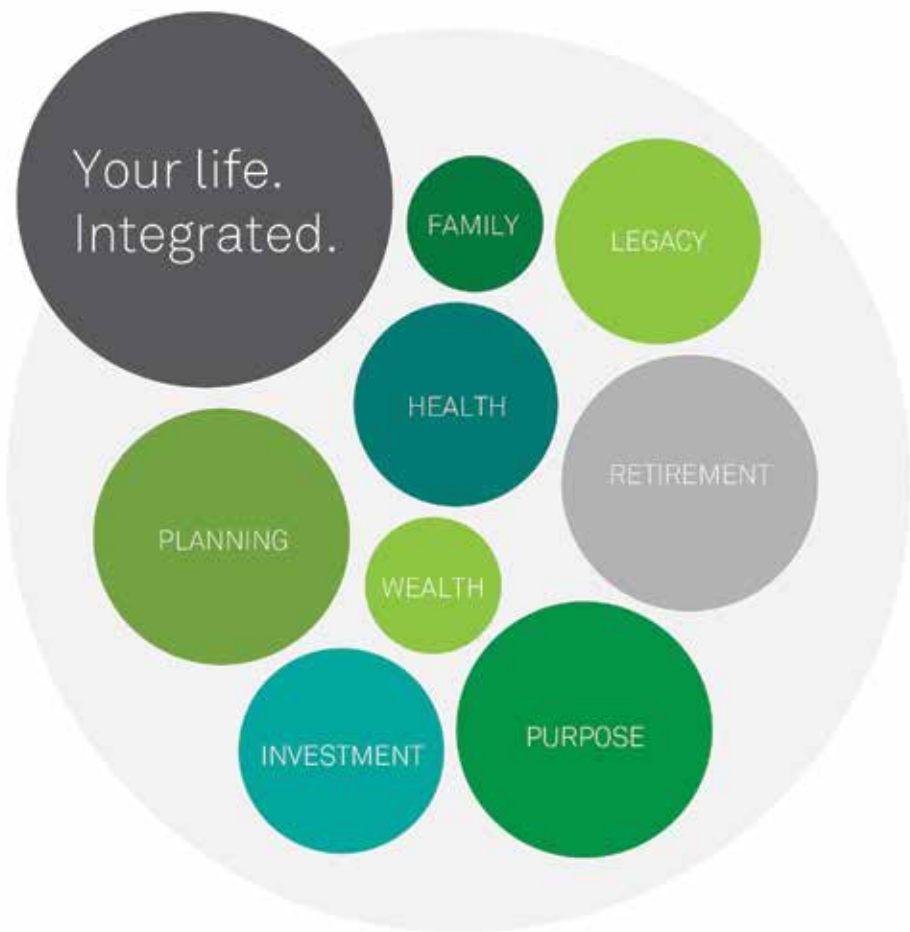 Your life.
Integrated.
FAMILY
LEGACY
HEALTH
RETIREMENT
PLANNING
WEALTH
INVESTMENT
PURPOSE